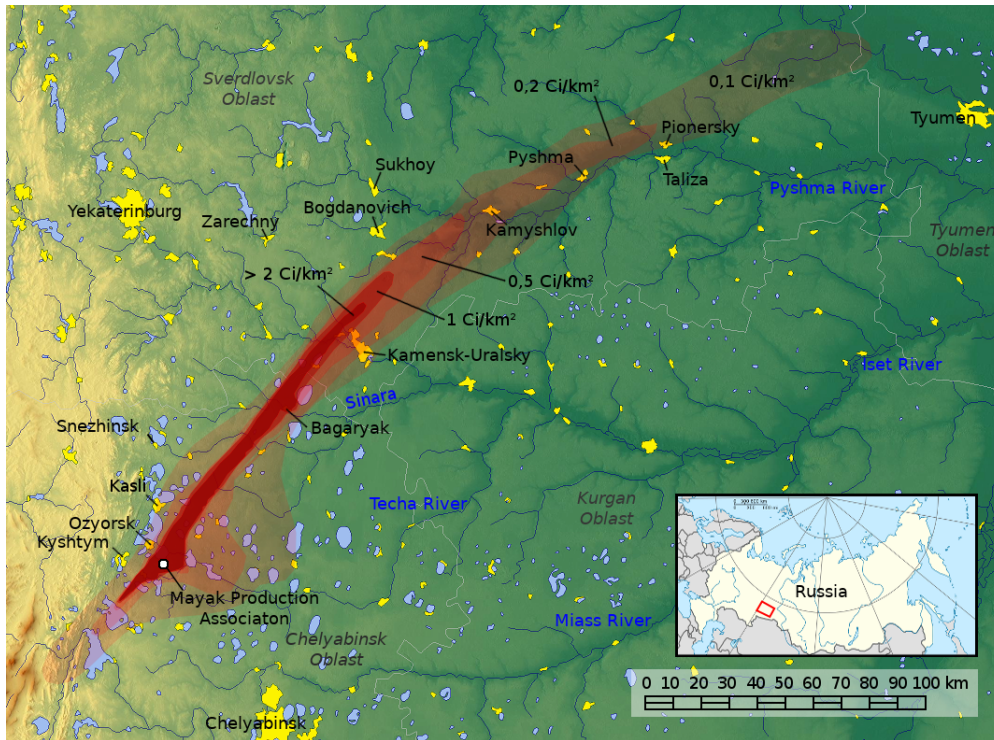 Sverdlovsk
Oblast
0,2 Ci/km²
0,1 Ci/km²
Tyumen
Pionersky
Pyshma
Sukhoy
Taliza
Pyshma River
Yekaterinburg
Zarechny
Bogdanovich
Kamyshlov
Tyumen
Oblast
> 2 Ci/km²
0,5 Ci/km²
1 Ci/km²
Kamensk-Uralsky
Iset River
Sinara
Snezhinsk
Bagaryak
Kasli
Techa River
Kurgan
Oblast
Ozyorsk
Kyshtym
Mayak Production
Associaton
Russia
Miass River
Chelyabinsk
Oblast
0 10 20 30 40 50 60 70 80 90 100 km
Chelyabinsk